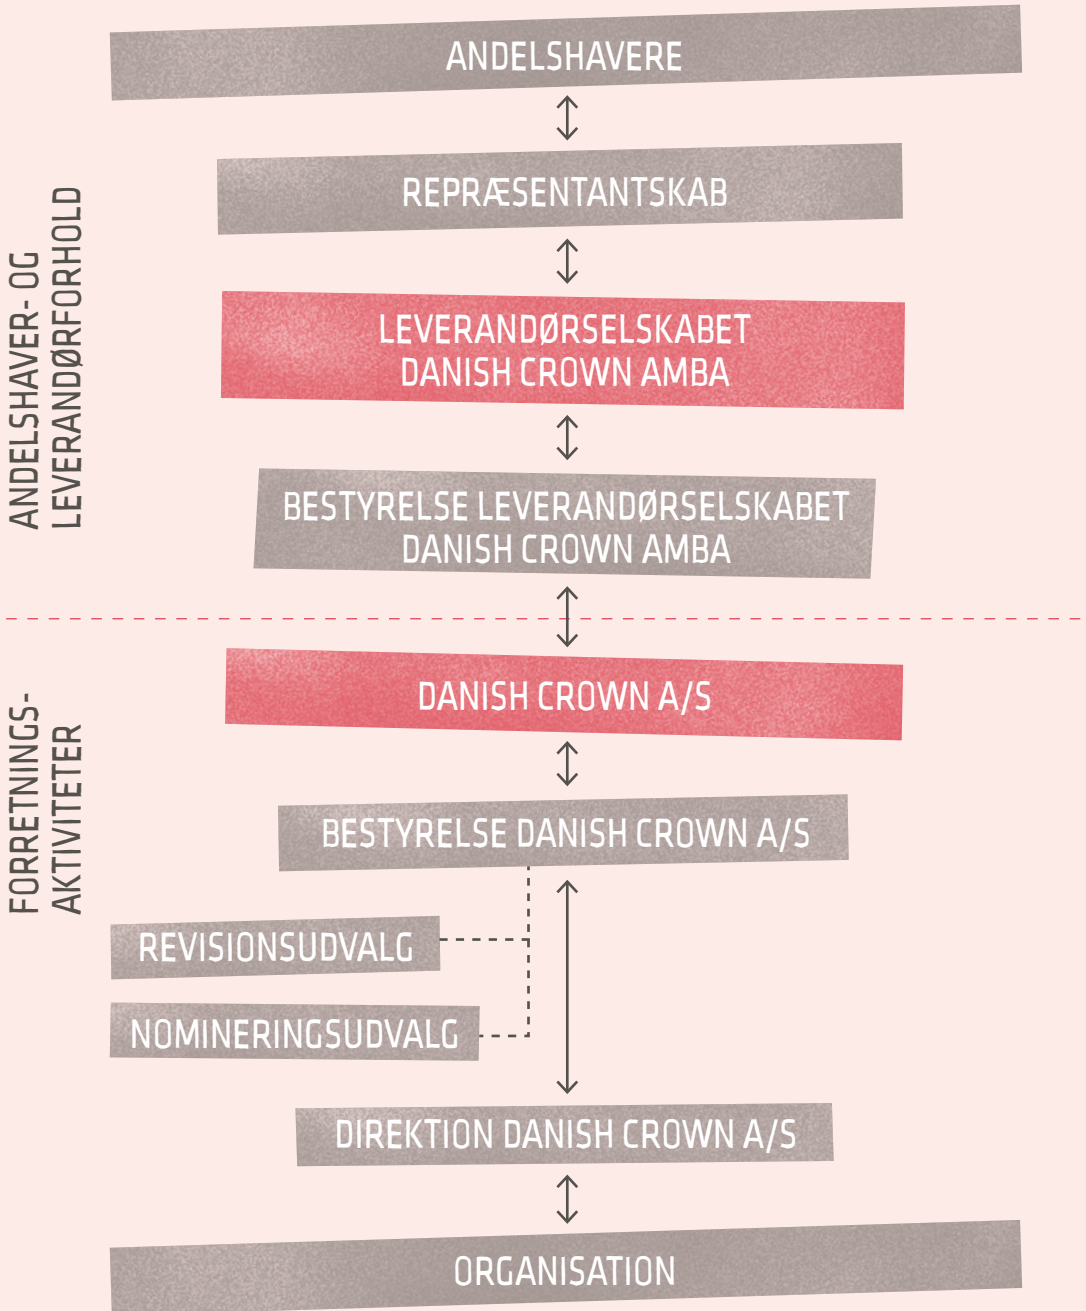 ANDELSHAVERE
REPRÆSENTANTSKAB
ANDELSHAVER- OG
LEVERANDØRFORHOLD
LEVERANDØRSELSKABET
DANISH CROWN AMBA
BESTYRELSE LEVERANDØRSELSKABET
DANISH CROWN AMBA
DANISH CROWN A/S
FORRETNINGS-
AKTIVITETER
BESTYRELSE DANISH CROWN A/S
REVISIONSUDVALG
NOMINERINGSUDVALG
DIREKTION DANISH CROWN A/S
ORGANISATION